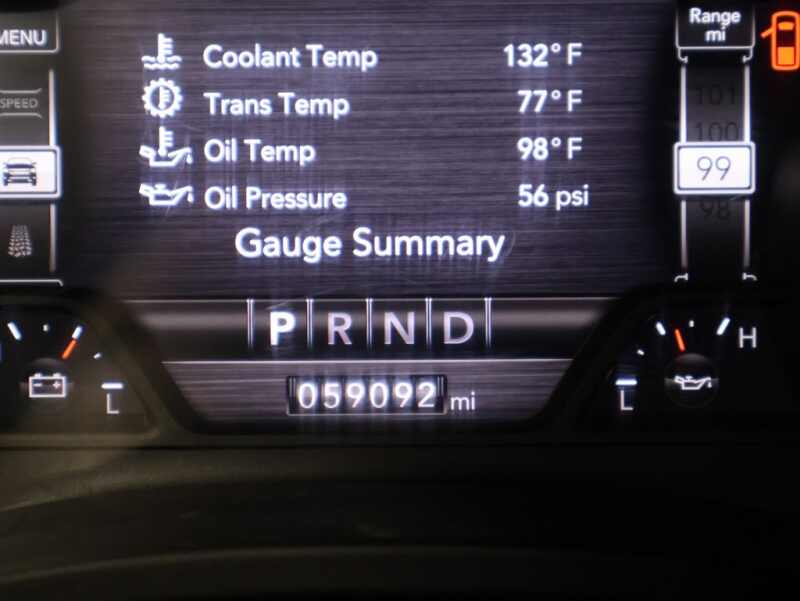 MENU
Range
mi
Coolant Temp 132° F
SPEED
Trans Temp 77° F
101
100
Oil Temp 98° F
99
Oil Pressure 56 psi
98
Gauge Summary
P R N D
H
L
059092 mi
L